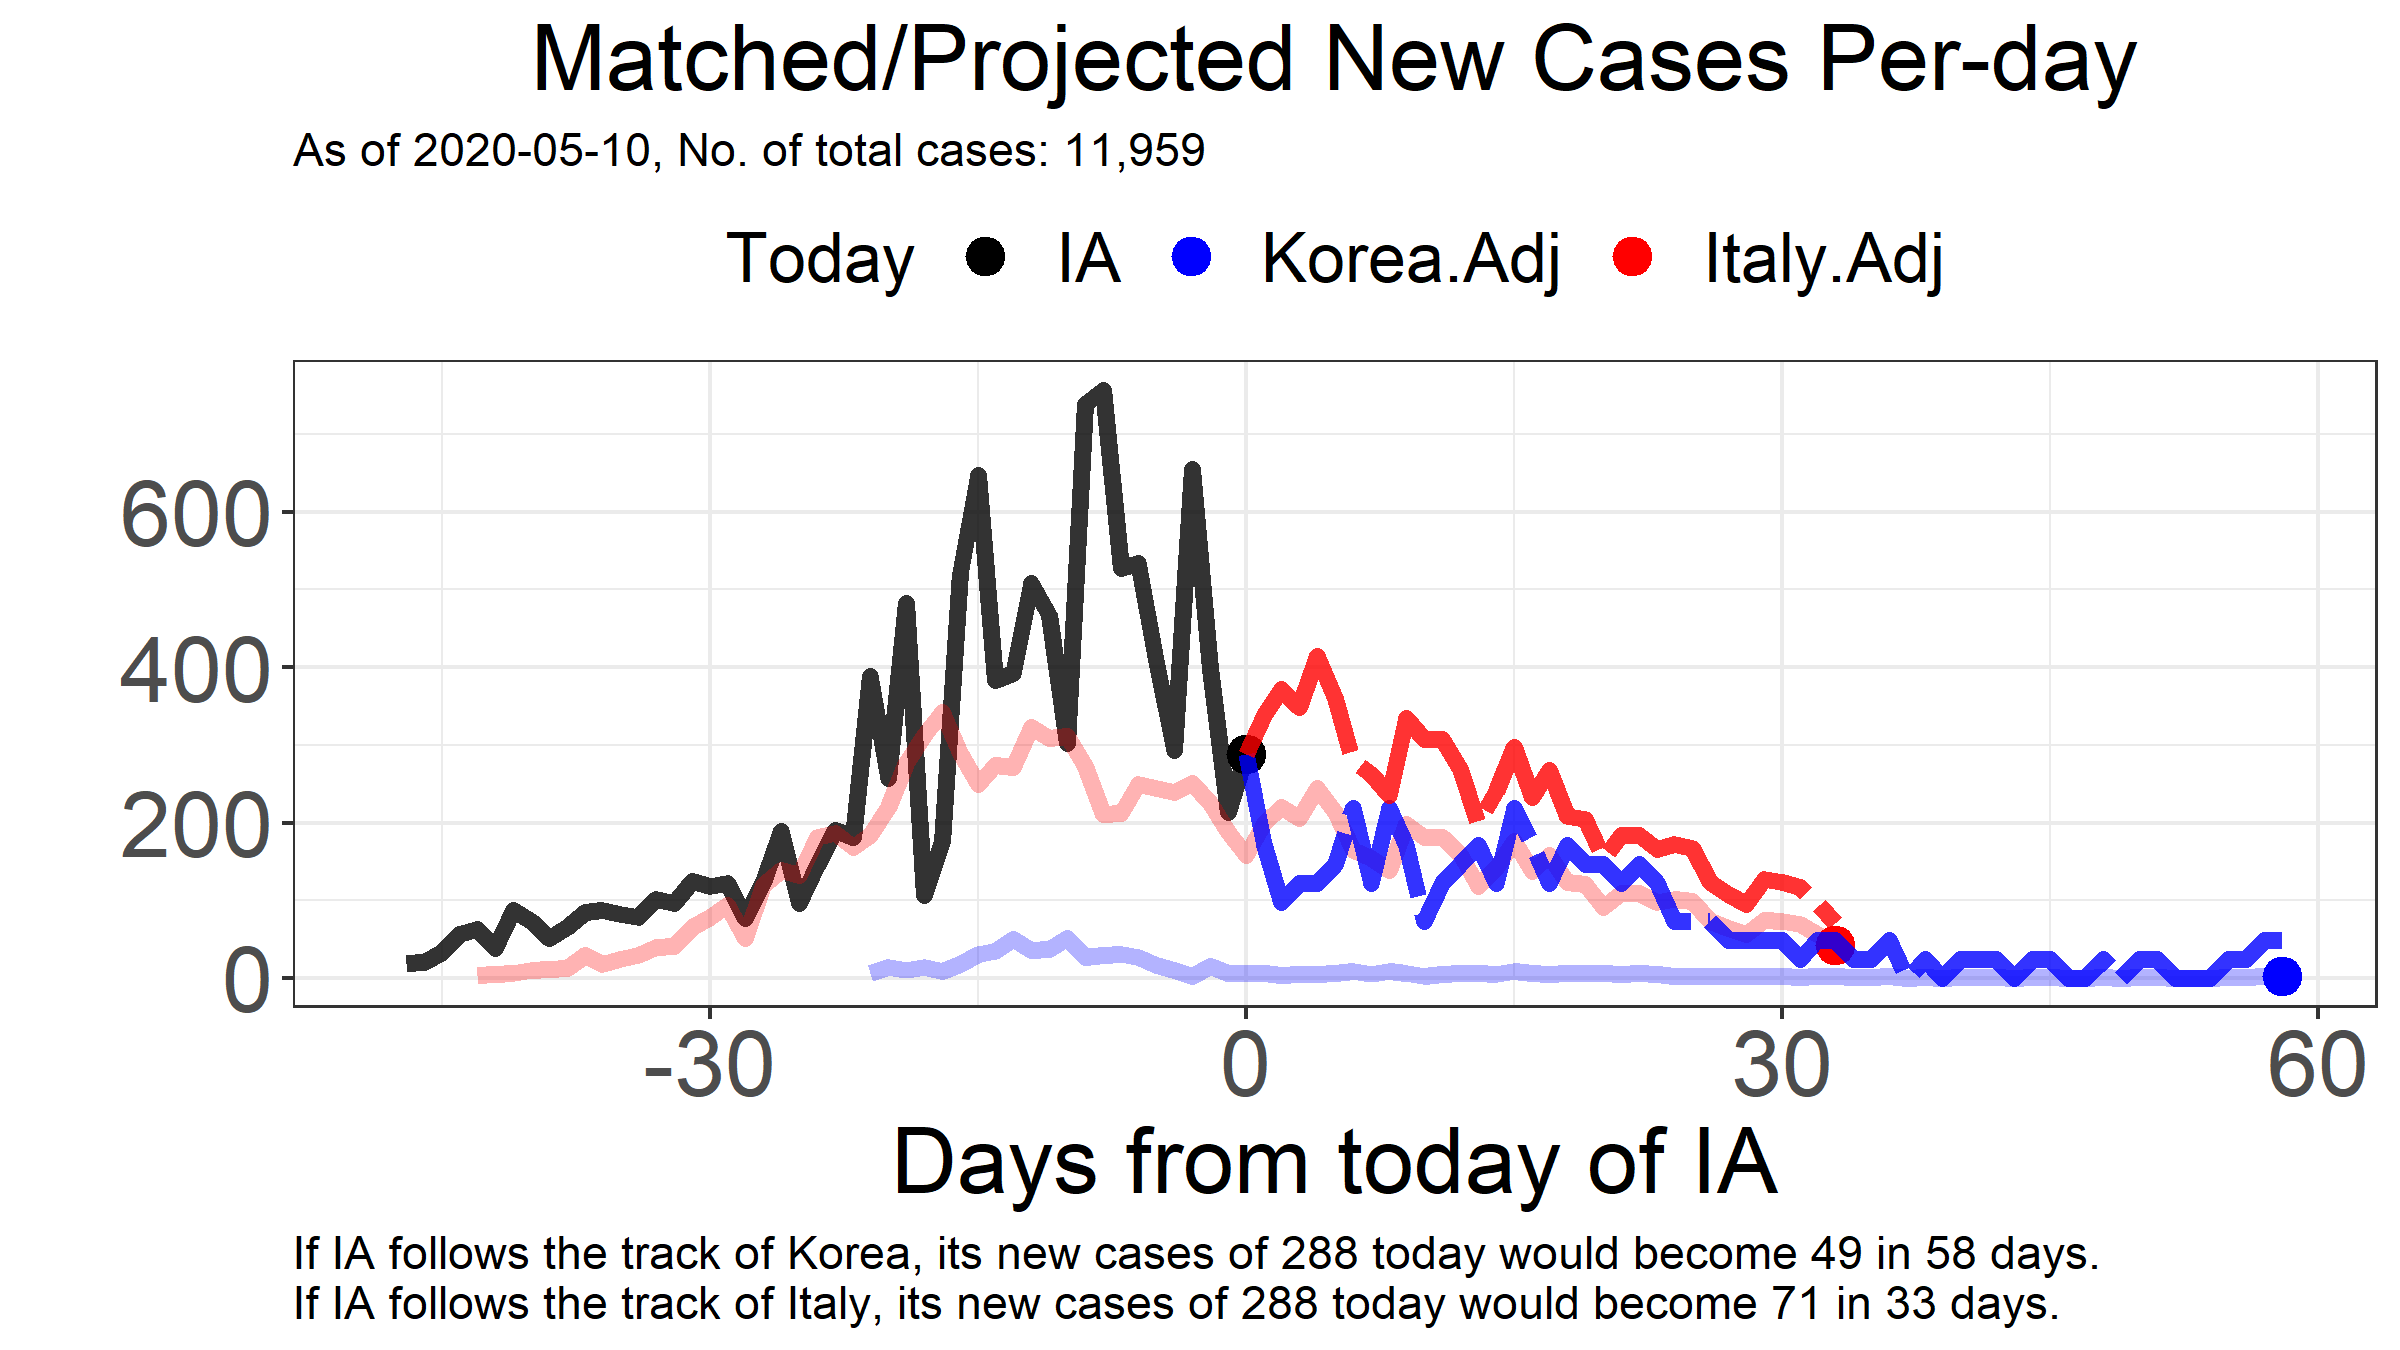 Matched/Projected New Cases Per-day
As of 2020-05-10, No. of total cases: 11,959
Today IA Korea.Adj Italy.Adj
600
400
200
0
-30 0 30 60
Days from today of IA
If IA follows the track of Korea, its new cases of 288 today would become 49 in 58 days.
If IA follows the track of Italy, its new cases of 288 today would become 71 in 33 days.